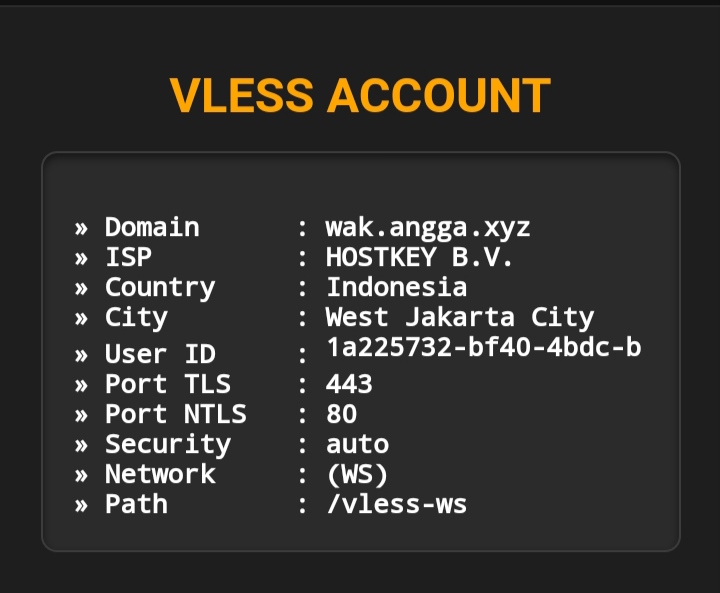 VLESS ACCOUNT
» Domain : wak.angga.xyz
» ISP : HOSTKEY B.V.
» Country : Indonesia
» City : West Jakarta City
» User ID : 1a225732-bf40-4bdc-b
» Port TLS : 443
» Port NTLS : 80
» Security : auto
» Network : (WS)
» Path : /vless-ws